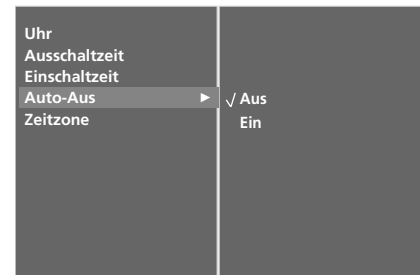 Uhr
Ausschaltzeit
Einschaltzeit
Auto-Aus
Zeitzone
Aus
Ein